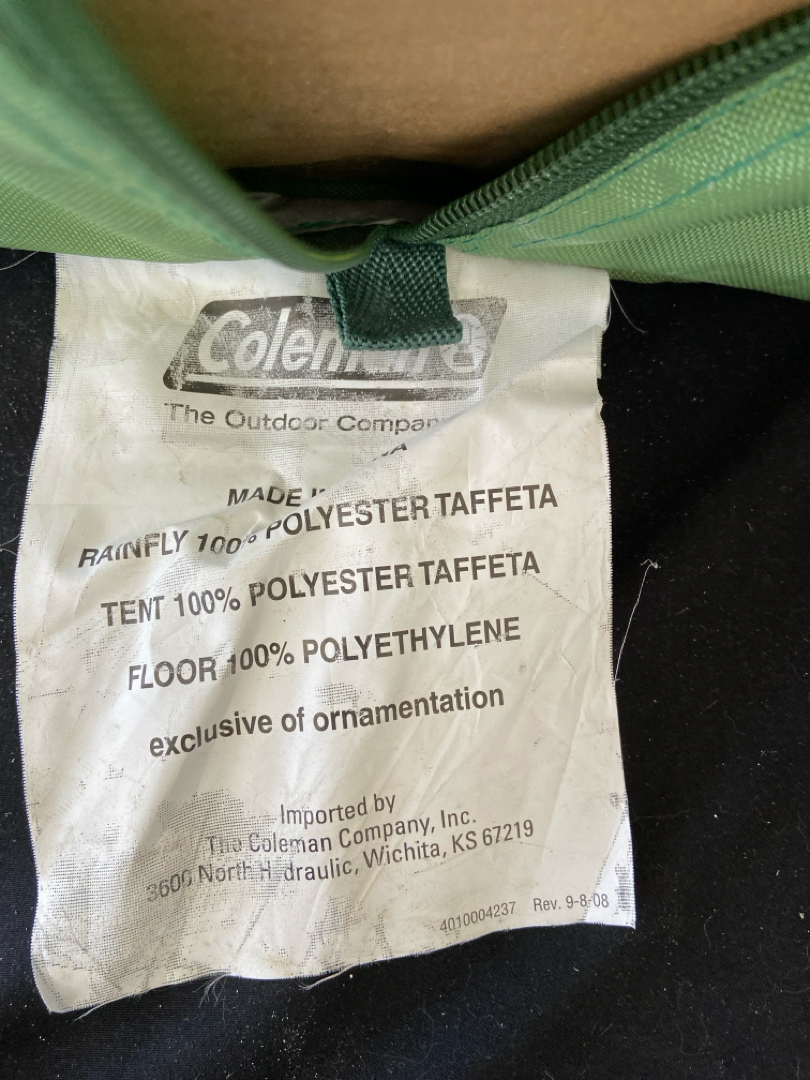 Coleman
The Outdoor Compan
MADE
RAINFLY 100% POLYESTER TAFFETA
TENT 100% POLYESTER TAFFETA
FLOOR 100% POLYETHYLENE
exclusive of ornamentation
Imported by
The Coleman Company, Inc.
3600 North H draulic, Wichita, KS 67219
4010004237 Rev. 9-8-08